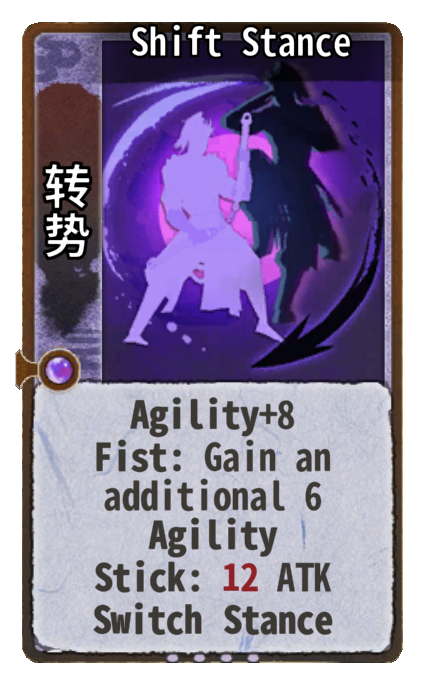 Shift Stance
转势
Agility+8
Fist: Gain an
additional 6
Agility
Stick: 12 ATK
Switch Stance